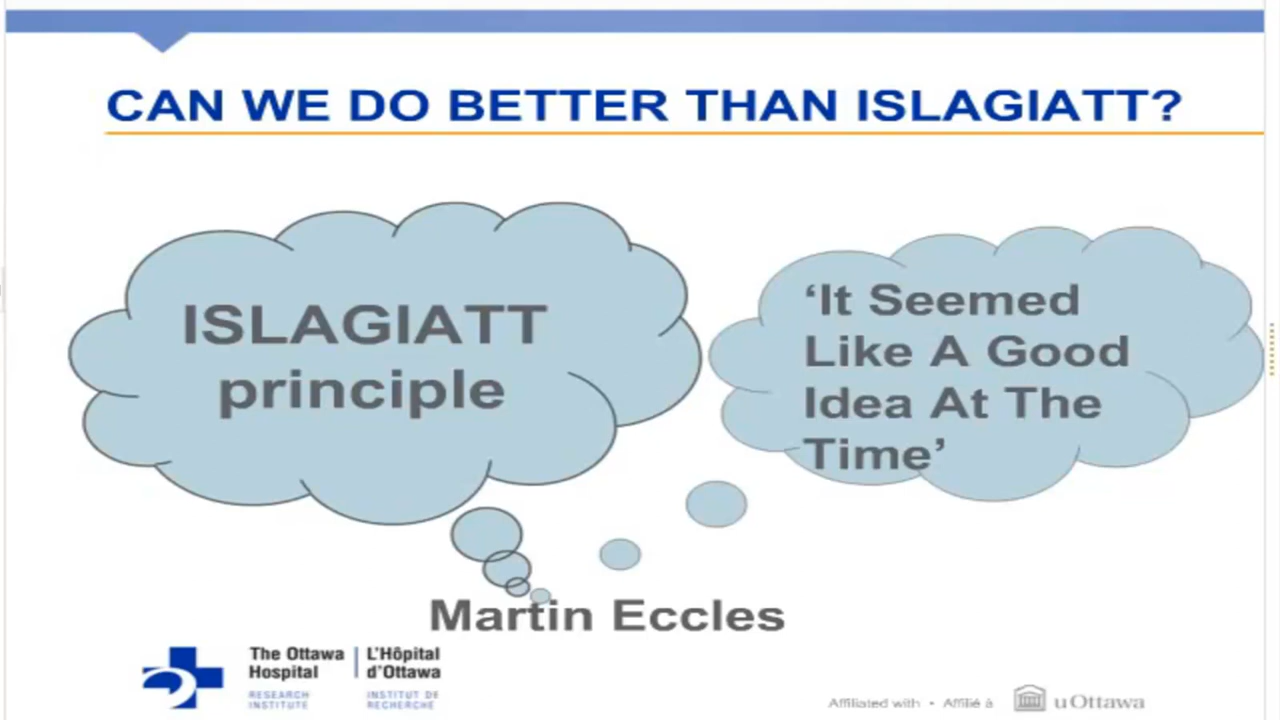 CAN WE DO BETTER THAN ISLAGIATT?
ISLAGIATT
principle
‘It Seemed
Like A Good
Idea At The
Time’
Martin Eccles
The Ottawa
Hospital
RESEARCH
INSTITUTE
L’Hôpital
d’Ottawa
INSTITUT DE
RECHERCHE
Affiliated with • Affilié à
uOttawa